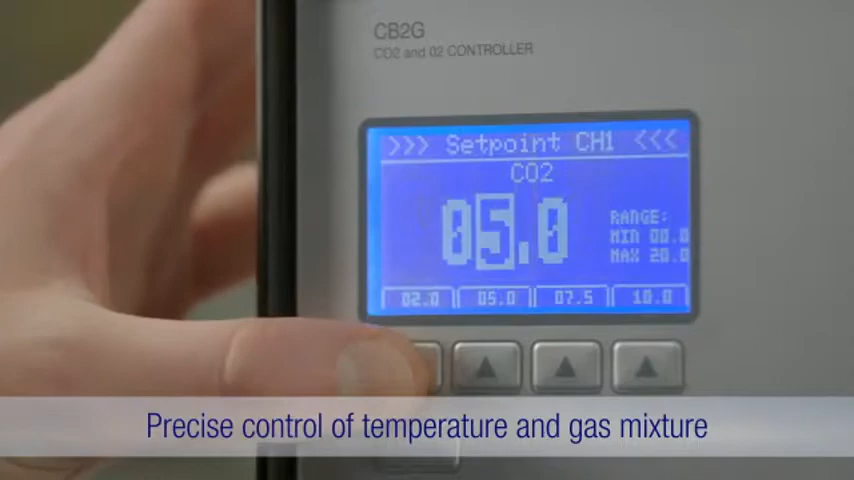 CB2G
CO2 and 02 CONTROLLER
>>> Setpoint CH1 <<<
CO2
05.0
RANGE:
MIN 00.0
MAX 20.0
02.0 05.0 07.5 10.0
Precise control of temperature and gas mixture